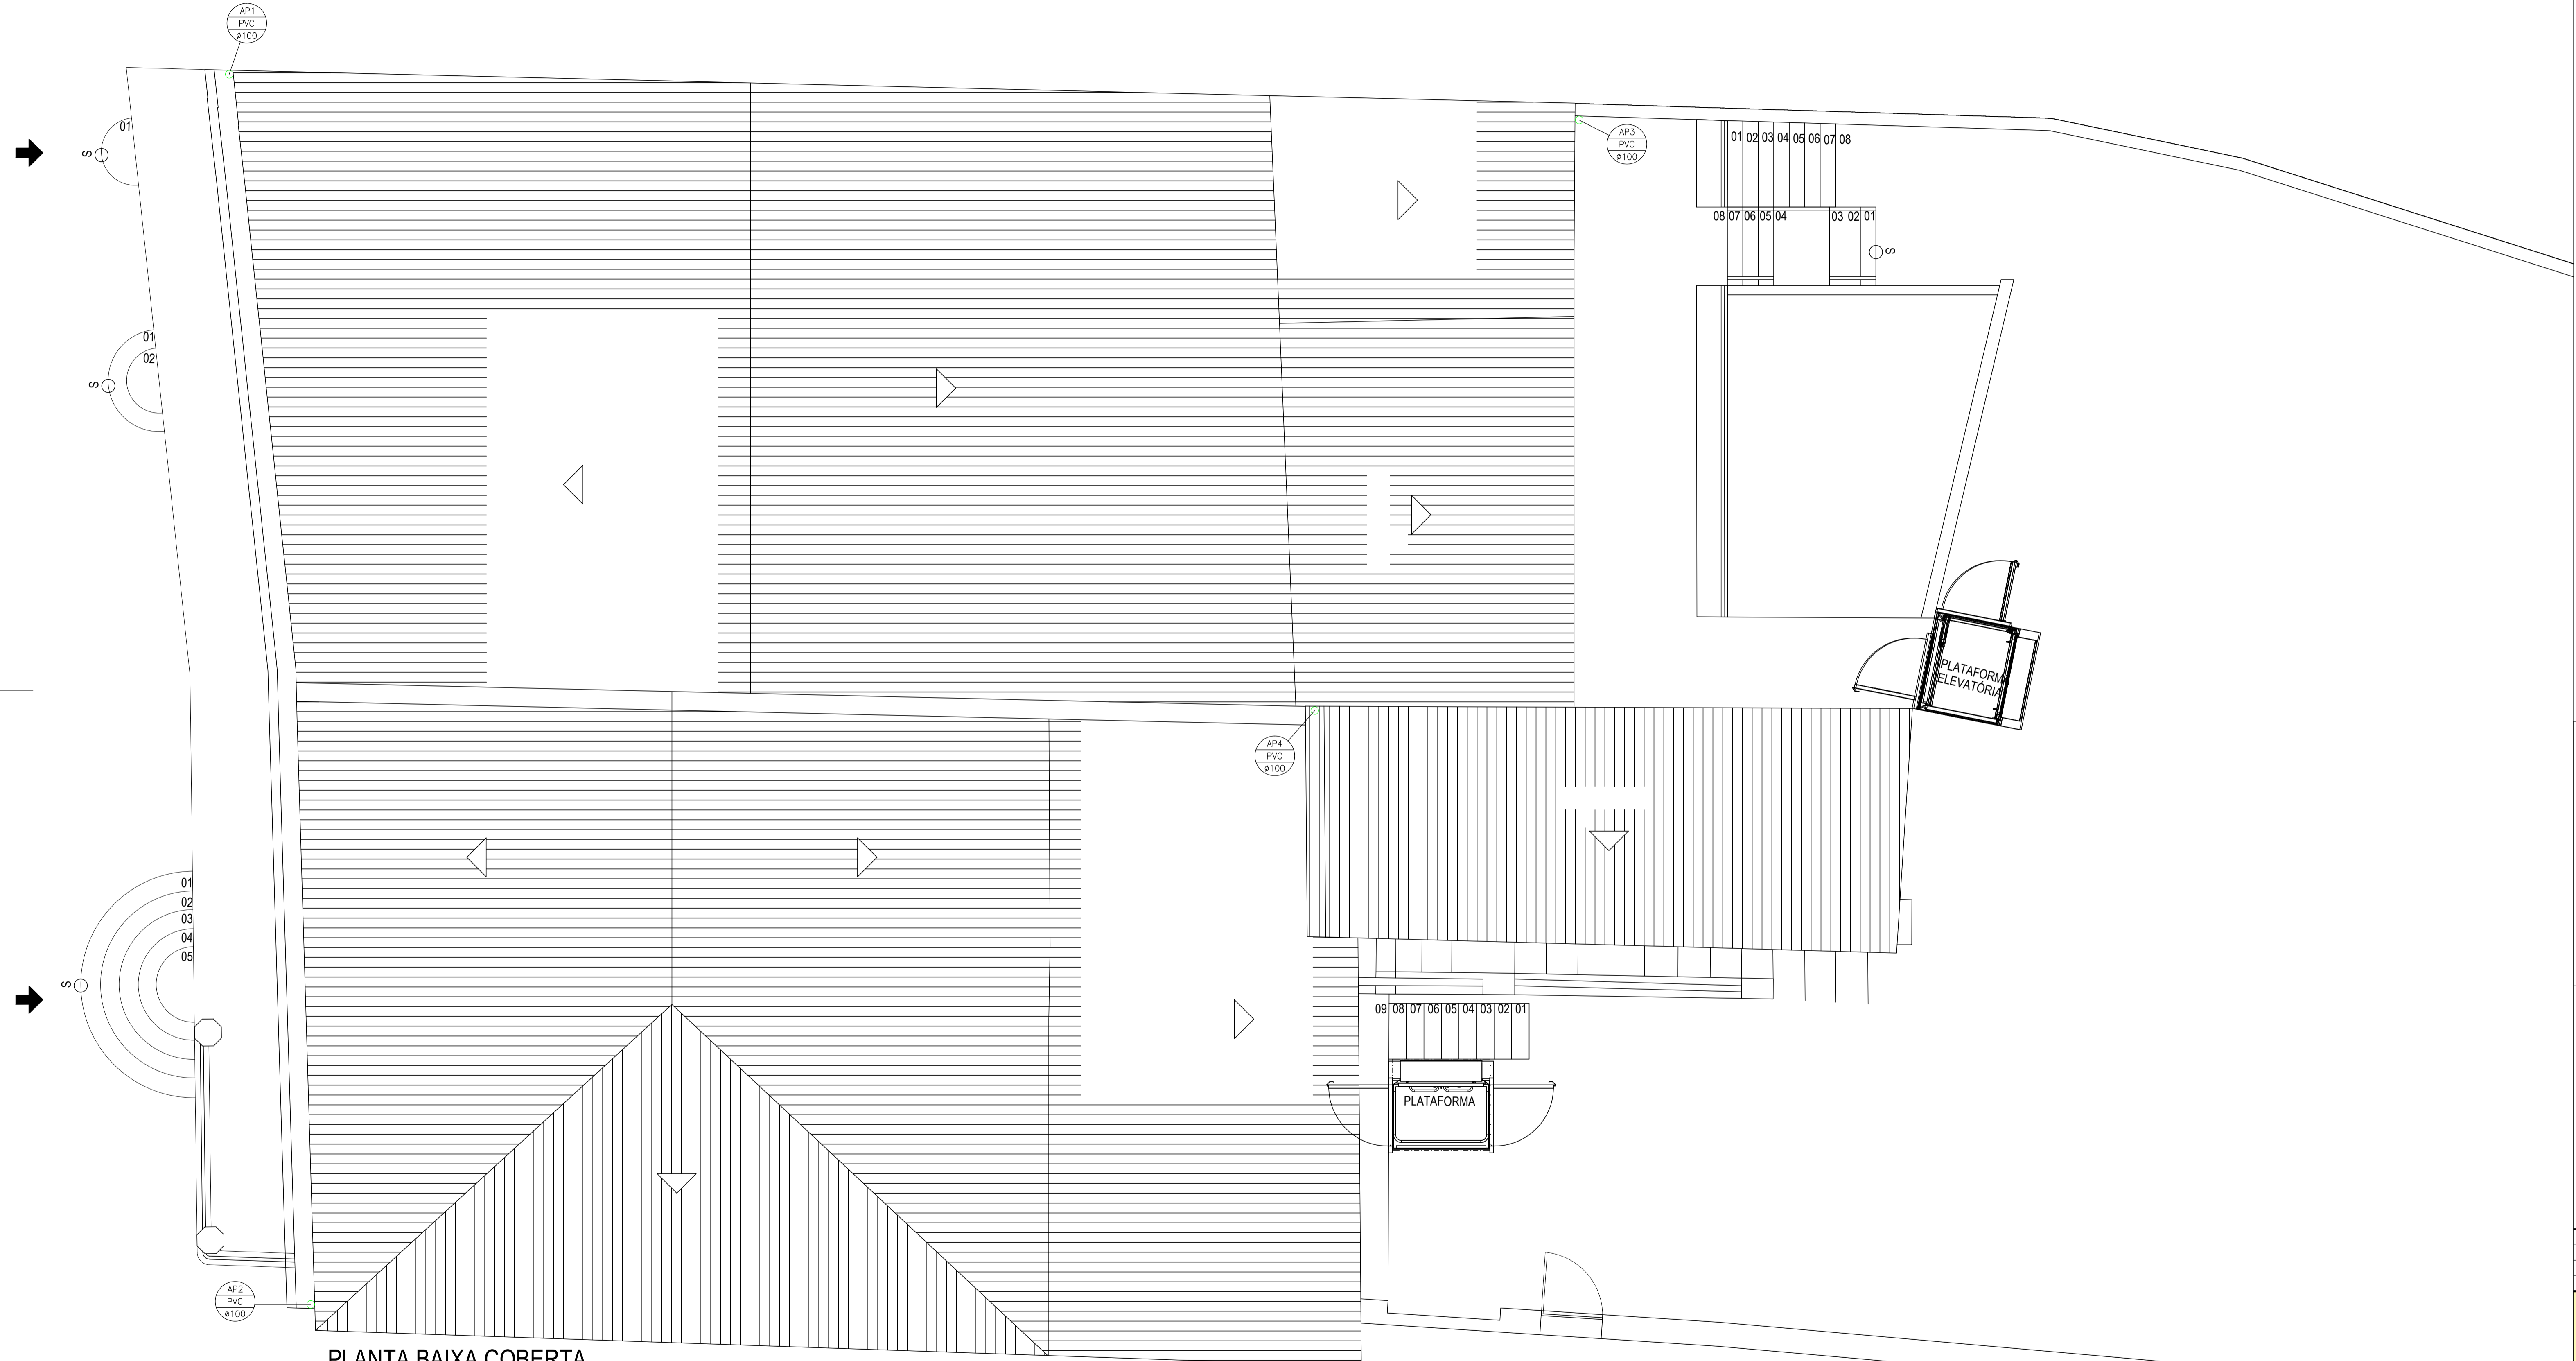 AP1
PVC
ø100
01
S
AP3
PVC
ø100
01 02 03 04 05 06 07 08
08 07 06 05 04 03 02 01
S
01
02
S
PLATAFORMA
ELEVATÓRIA
AP4
PVC
ø100
01
02
03
04
05
S
09 08 07 06 05 04 03 02 01
PLATAFORMA
AP2
PVC
ø100
PLANTA BAIXA COBERTA